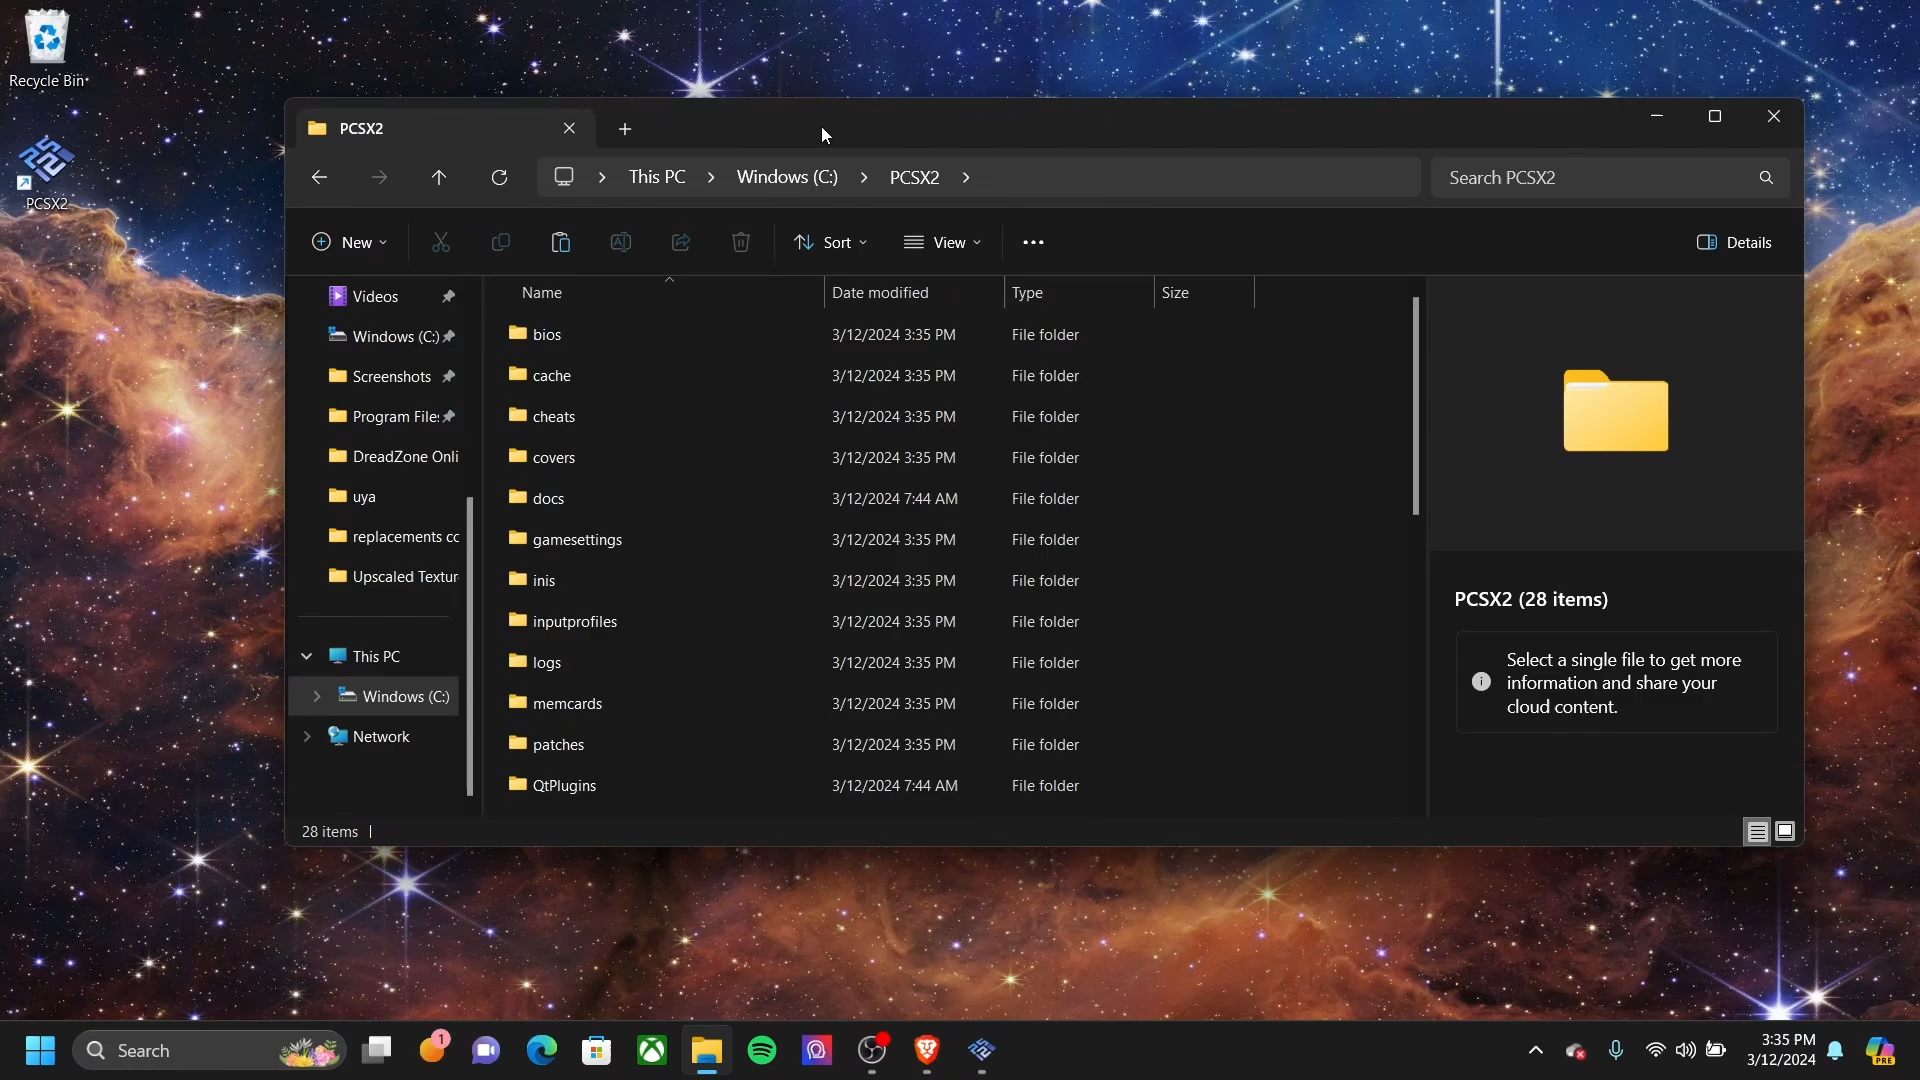 Recycle Bin
PCSX2
PCSX2
This PC
Windows (C:)
PCSX2
Search PCSX2
New
Sort
View
Details
Videos
Windows (C:)
Screenshots
Program File
DreadZone Onli
uya
replacements cc
Upscaled Textur
This PC
Windows (C:)
Network
Name Date modified Type Size
bios 3/12/2024 3:35 PM File folder
cache 3/12/2024 3:35 PM File folder
cheats 3/12/2024 3:35 PM File folder
covers 3/12/2024 3:35 PM File folder
docs 3/12/2024 7:44 AM File folder
gamesettings 3/12/2024 3:35 PM File folder
inis 3/12/2024 3:35 PM File folder
inputprofiles 3/12/2024 3:35 PM File folder
logs 3/12/2024 3:35 PM File folder
memcards 3/12/2024 3:35 PM File folder
patches 3/12/2024 3:35 PM File folder
QtPlugins 3/12/2024 7:44 AM File folder
PCSX2 (28 items)
Select a single file to get more
information and share your
cloud content.
28 items
Search
1
3:35 PM
3/12/2024
PRE